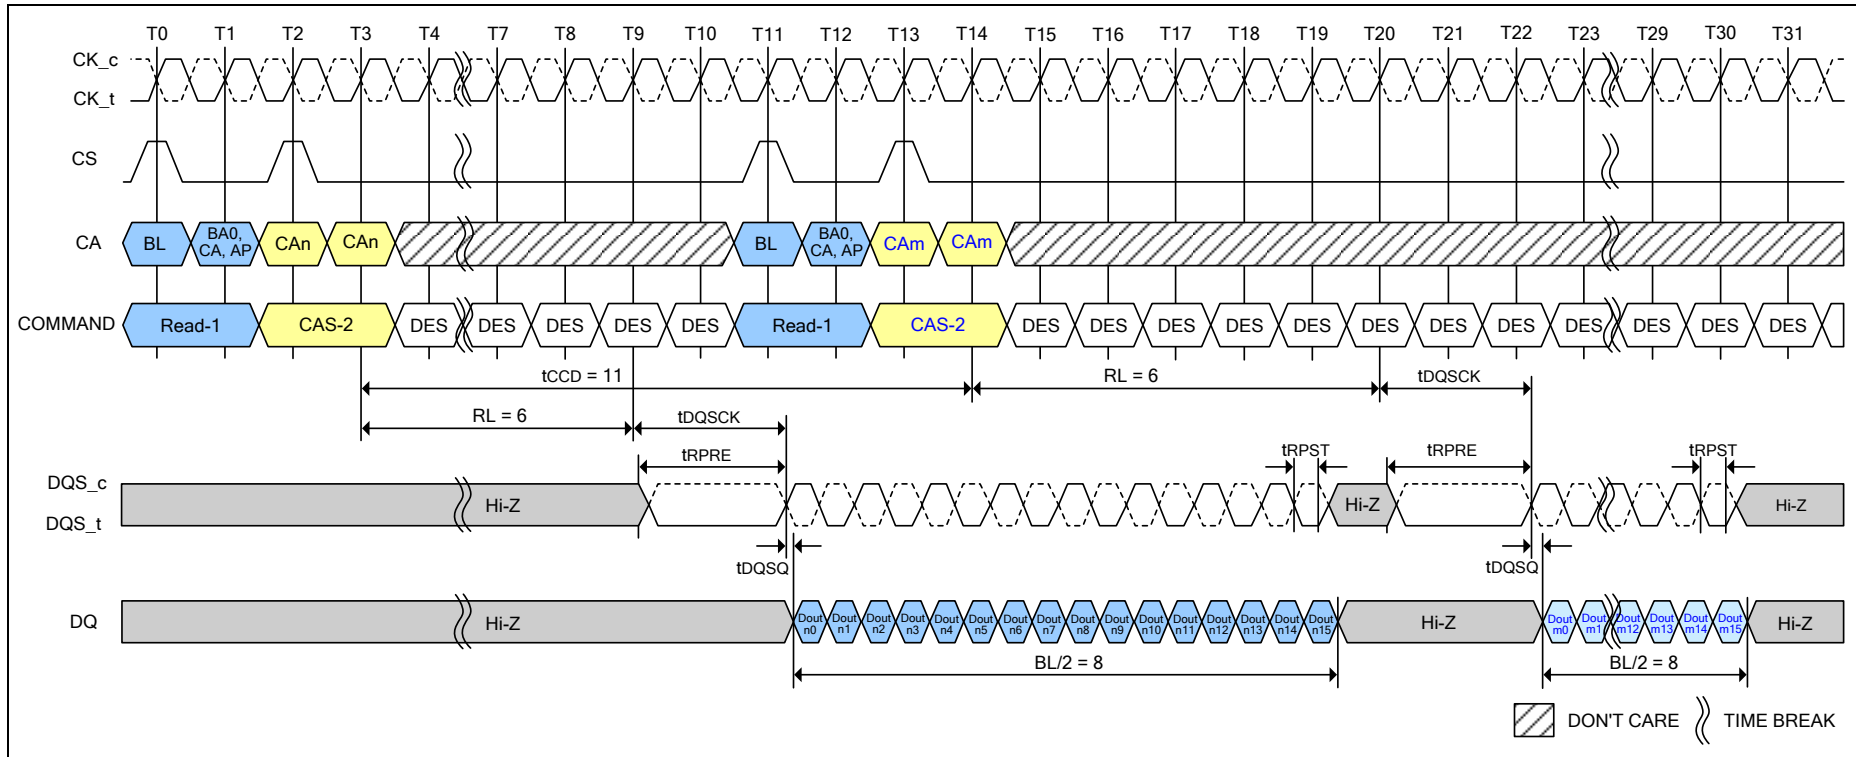 T0 T1 T2 T3 T4 T7 T8 T9 T10 T11 T12 T13 T14 T15 T16 T17 T18 T19 T20 T21 T22 T23 T29 T30 T31
CK_c
CK_t
CS
CA BL BA0, CA, AP CAn CAn BL BA0, CA, AP CAm CAm
COMMAND Read-1 CAS-2 DES DES DES DES DES Read-1 CAS-2 DES DES DES DES DES DES DES DES DES DES DES DES
tCCD = 11 RL = 6 tDQSCK
RL = 6 tDQSCK
tRPRE tRPST tRPRE tRPST
DQS_c
Hi-Z Hi-Z Hi-Z
DQS_t
tDQSQ tDQSQ
DQ Hi-Z Dout n0 Dout n1 Dout n2 Dout n3 Dout n4 Dout n5 Dout n6 Dout n7 Dout n8 Dout n9 Dout n10 Dout n11 Dout n12 Dout n13 Dout n14 Dout n15 Hi-Z Dout m0 Dout m1 Dout m12 Dout m13 Dout m14 Dout m15 Hi-Z
BL/2 = 8 BL/2 = 8
DON'T CARE TIME BREAK